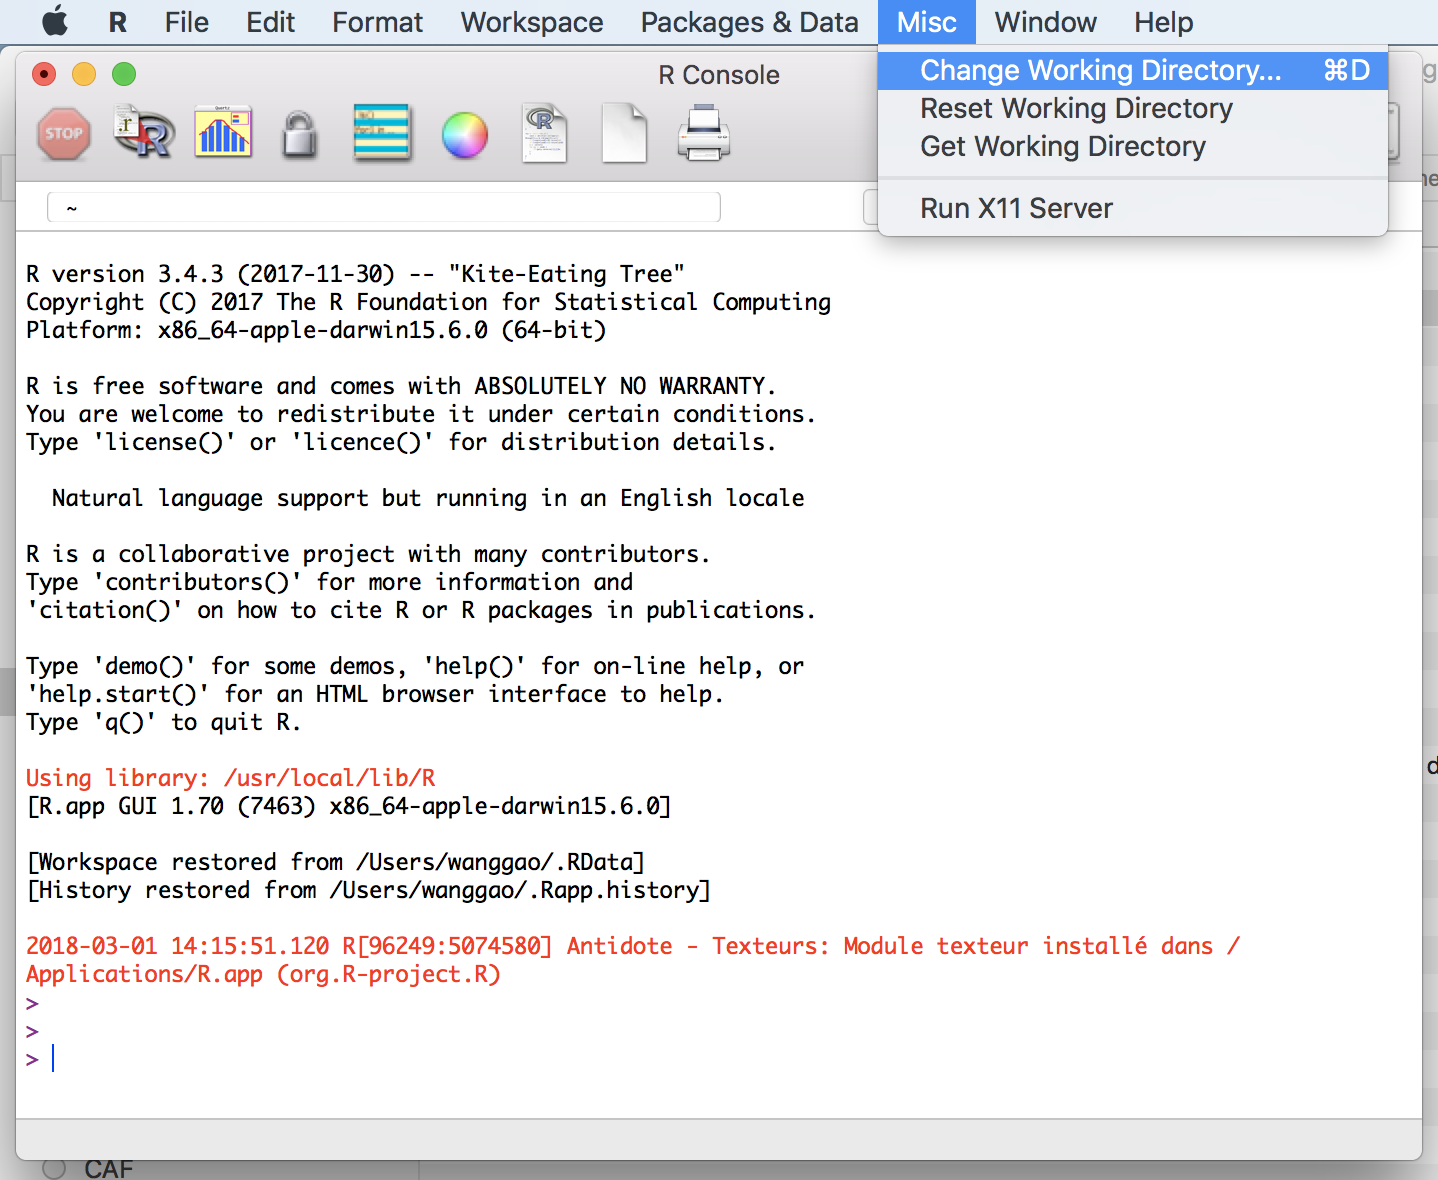 R File Edit Format Workspace Packages & Data Misc Window Help
R Console
Change Working Directory... ⌘D
Reset Working Directory
Get Working Directory
Run X11 Server
STOP
~
R version 3.4.3 (2017-11-30) -- "Kite-Eating Tree"
Copyright (C) 2017 The R Foundation for Statistical Computing
Platform: x86_64-apple-darwin15.6.0 (64-bit)
R is free software and comes with ABSOLUTELY NO WARRANTY.
You are welcome to redistribute it under certain conditions.
Type 'license()' or 'licence()' for distribution details.
Natural language support but running in an English locale
R is a collaborative project with many contributors.
Type 'contributors()' for more information and
'citation()' on how to cite R or R packages in publications.
Type 'demo()' for some demos, 'help()' for on-line help, or
'help.start()' for an HTML browser interface to help.
Type 'q()' to quit R.
Using library: /usr/local/lib/R
[R.app GUI 1.70 (7463) x86_64-apple-darwin15.6.0]
[Workspace restored from /Users/wanggao/.RData]
[History restored from /Users/wanggao/.Rapp.history]
2018-03-01 14:15:51.120 R[96249:5074580] Antidote - Texteurs: Module texteur installé dans /
Applications/R.app (org.R-project.R)
>
>
>
CAF